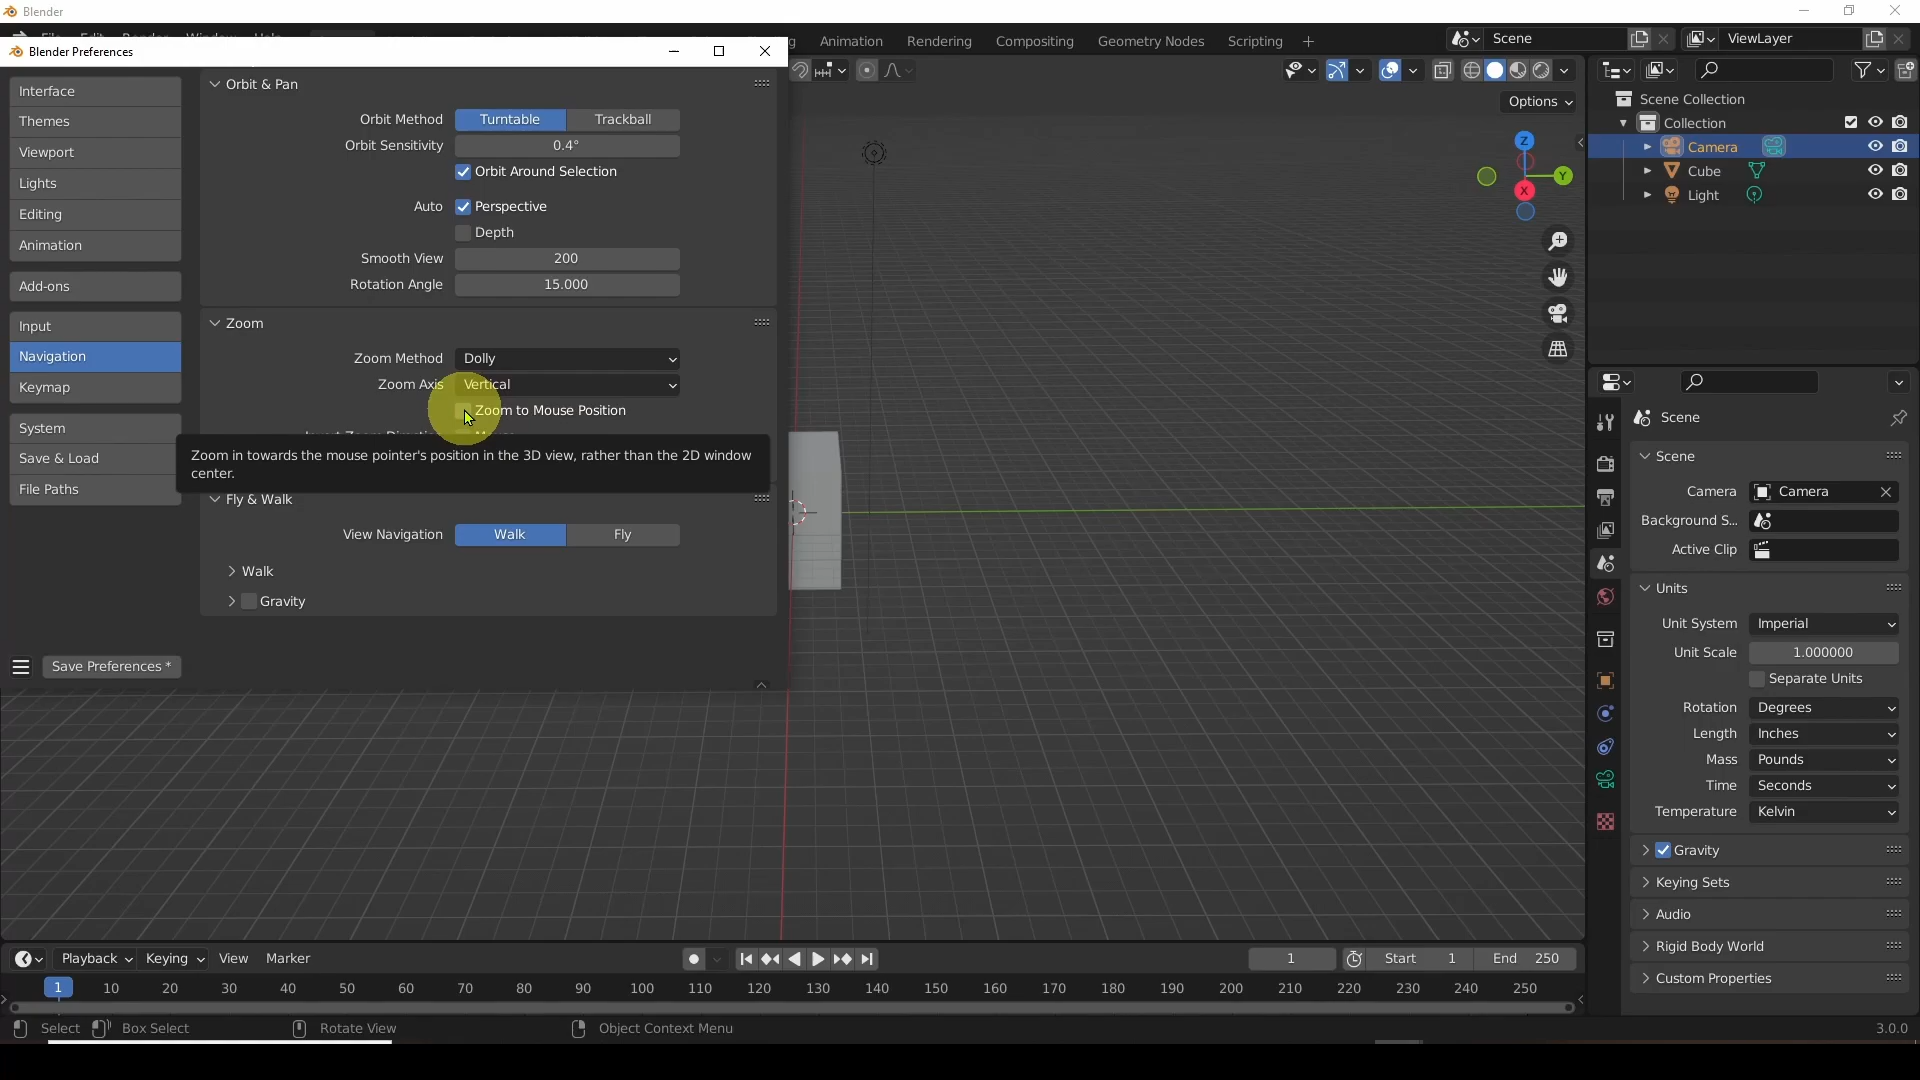 Blender
Blender Preferences
Animation Rendering Compositing Geometry Nodes Scripting
Scene
ViewLayer
Options
Interface
Themes
Viewport
Lights
Editing
Animation
Add-ons
Input
Navigation
Keymap
System
Save & Load
File Paths
Save Preferences *
Orbit & Pan
Orbit Method Turntable Trackball
Orbit Sensitivity 0.4°
Orbit Around Selection
Auto Perspective
Depth
Smooth View 200
Rotation Angle 15.000
Zoom
Zoom Method Dolly
Zoom Axis Vertical
Zoom to Mouse Position
Zoom in towards the mouse pointer's position in the 3D view, rather than the 2D window
center.
Fly & Walk
View Navigation Walk Fly
Walk
Gravity
Z
Y
X
Scene Collection
Collection
Camera
Cube
Light
Scene
Scene
Camera Camera
Background S...
Active Clip
Units
Unit System Imperial
Unit Scale 1.000000
Separate Units
Rotation Degrees
Length Inches
Mass Pounds
Time Seconds
Temperature Kelvin
Gravity
Keying Sets
Audio
Rigid Body World
Custom Properties
Playback Keying View Marker
1 Start 1 End 250
1 10 20 30 40 50 60 70 80 90 100 110 120 130 140 150 160 170 180 190 200 210 220 230 240 250
Select Box Select Rotate View Object Context Menu 3.0.0